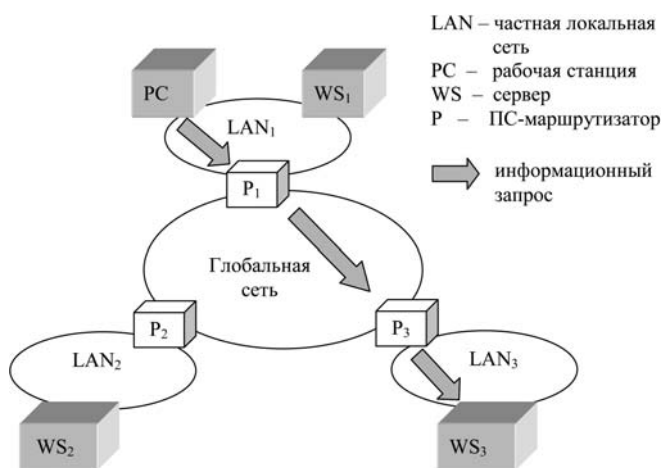 LAN – частная локальная
сеть
PC – рабочая станция
WS – сервер
P – ПС-маршрутизатор
информационный
запрос
PC
WS₁
LAN₁
P₁
Глобальная
сеть
P₂
P₃
LAN₂
LAN₃
WS₂
WS₃